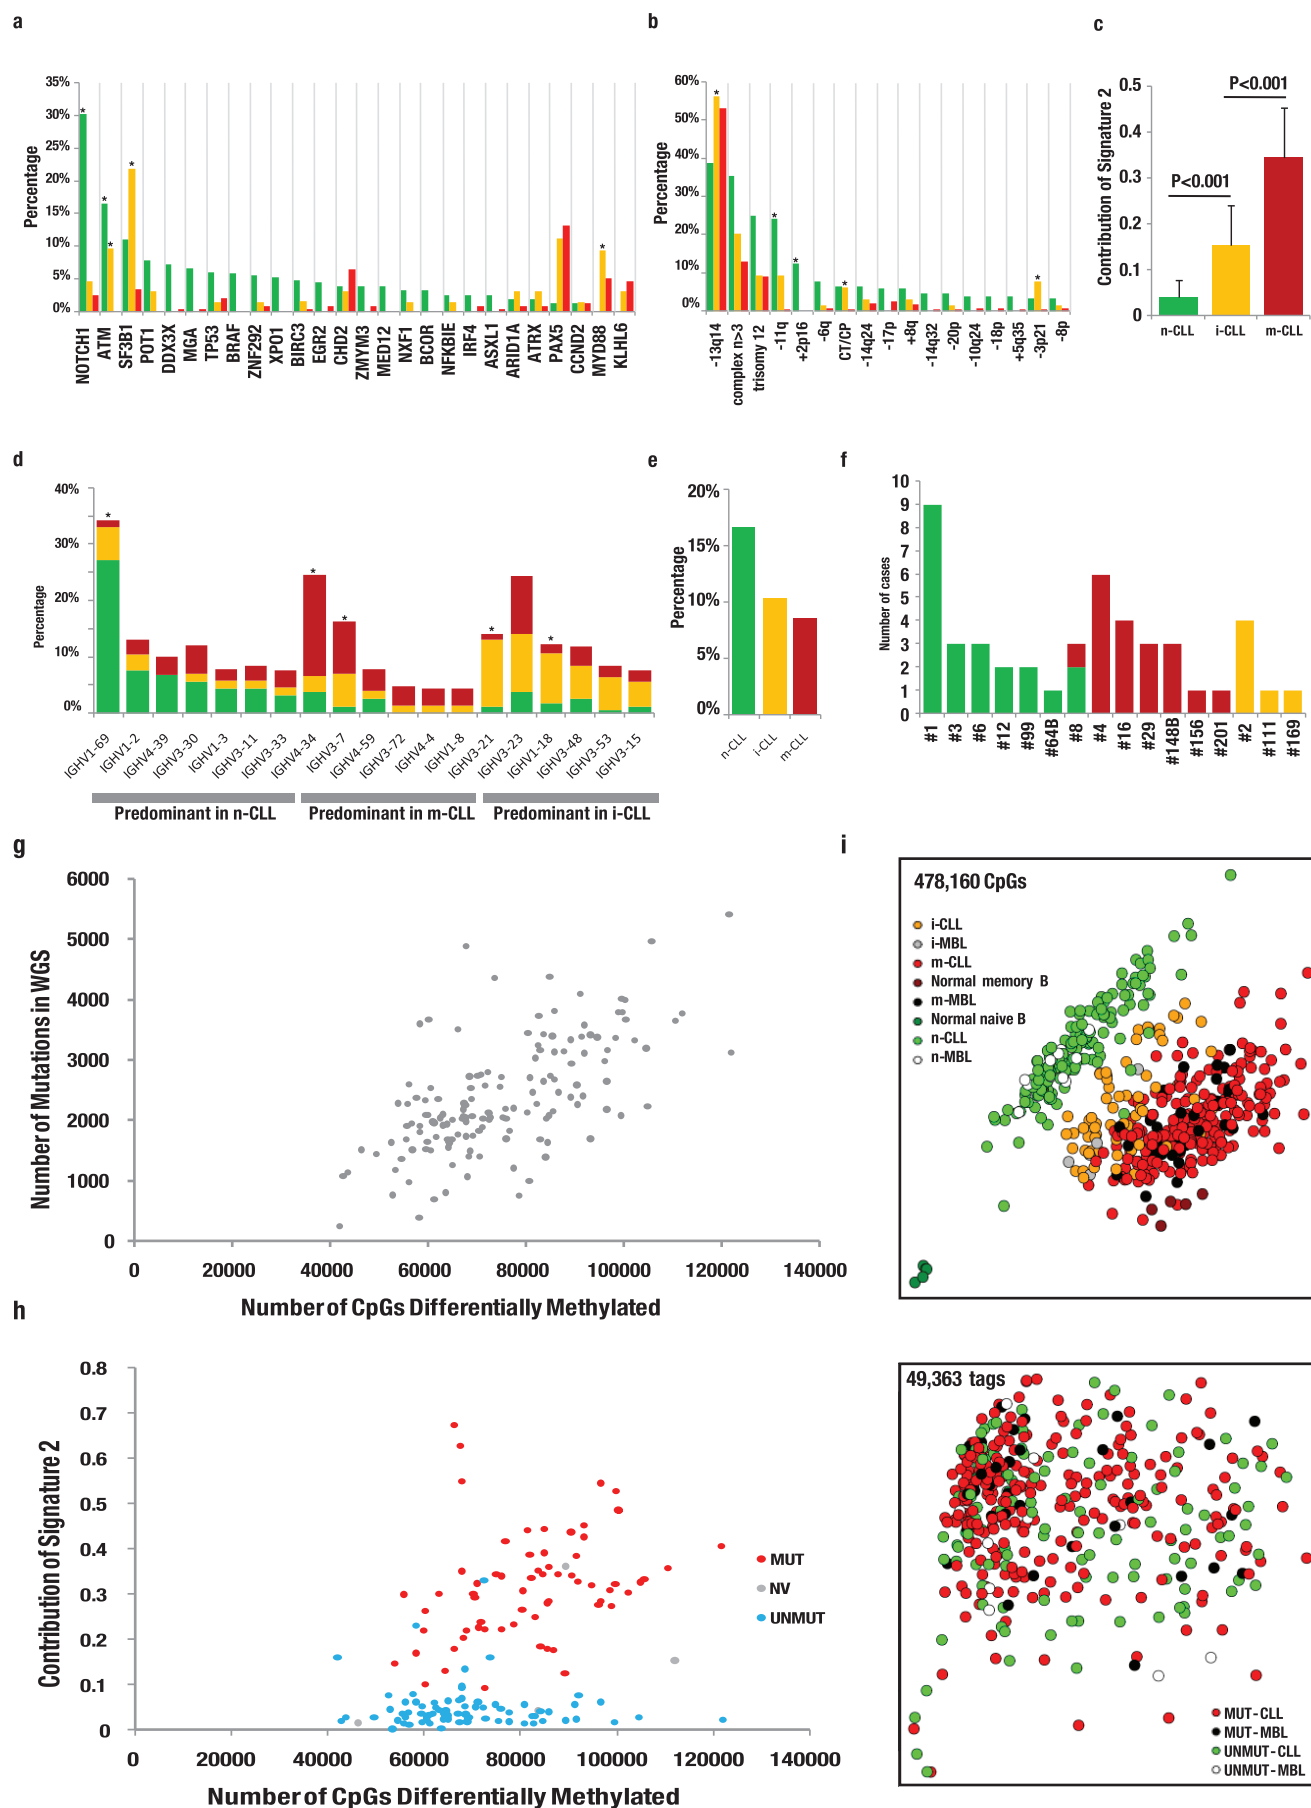 a
35%
30%
25%
20%
15%
10%
5%
0%
Percentage
*
*
*
*
*
NOTCH1
ATM
SF3B1
POT1
DDX3X
MGA
TP53
BRAF
ZNF292
XPO1
BIRC3
EGR2
CHD2
ZMYM3
MED12
NXF1
BCOR
NFKBIE
IRF4
ASXL1
ARID1A
ATRX
PAX5
CCND2
MYD88
KLHL6
b
60%
50%
40%
30%
20%
10%
0%
Percentage
*
*
*
*
*
-13q14
complex n>3
trisomy 12
-11q
+2p16
-6q
CT/CP
-14q24
-17p
+8q
-14q32
-20p
-10q24
-18p
+5q35
-3p21
-8p
c
0.5
0.4
0.3
0.2
0.1
0
Contribution of Signature 2
P<0.001
P<0.001
n-CLL
i-CLL
m-CLL
d
40%
30%
20%
10%
0%
Percentage
*
*
*
*
*
IGHV1-69
IGHV1-2
IGHV4-39
IGHV3-30
IGHV1-3
IGHV3-11
IGHV3-33
IGHV4-34
IGHV3-7
IGHV4-59
IGHV3-72
IGHV4-4
IGHV1-8
IGHV3-21
IGHV3-23
IGHV1-18
IGHV3-48
IGHV3-53
IGHV3-15
Predominant in n-CLL
Predominant in m-CLL
Predominant in i-CLL
e
20%
15%
10%
5%
0%
Percentage
n-CLL
i-CLL
m-CLL
f
10
9
8
7
6
5
4
3
2
1
0
Number of cases
#1
#3
#6
#12
#99
#64B
#8
#4
#16
#29
#148B
#156
#201
#2
#111
#169
g
6000
5000
4000
3000
2000
1000
0
Number of Mutations in WGS
0
20000
40000
60000
80000
100000
120000
140000
Number of CpGs Differentially Methylated
h
0.8
0.7
0.6
0.5
0.4
0.3
0.2
0.1
0
Contribution of Signature 2
MUT
NV
UNMUT
0
20000
40000
60000
80000
100000
120000
140000
Number of CpGs Differentially Methylated
i
478,160 CpGs
i-CLL
i-MBL
m-CLL
Normal memory B
m-MBL
Normal naive B
n-CLL
n-MBL
49,363 tags
MUT-CLL
MUT-MBL
UNMUT-CLL
UNMUT-MBL